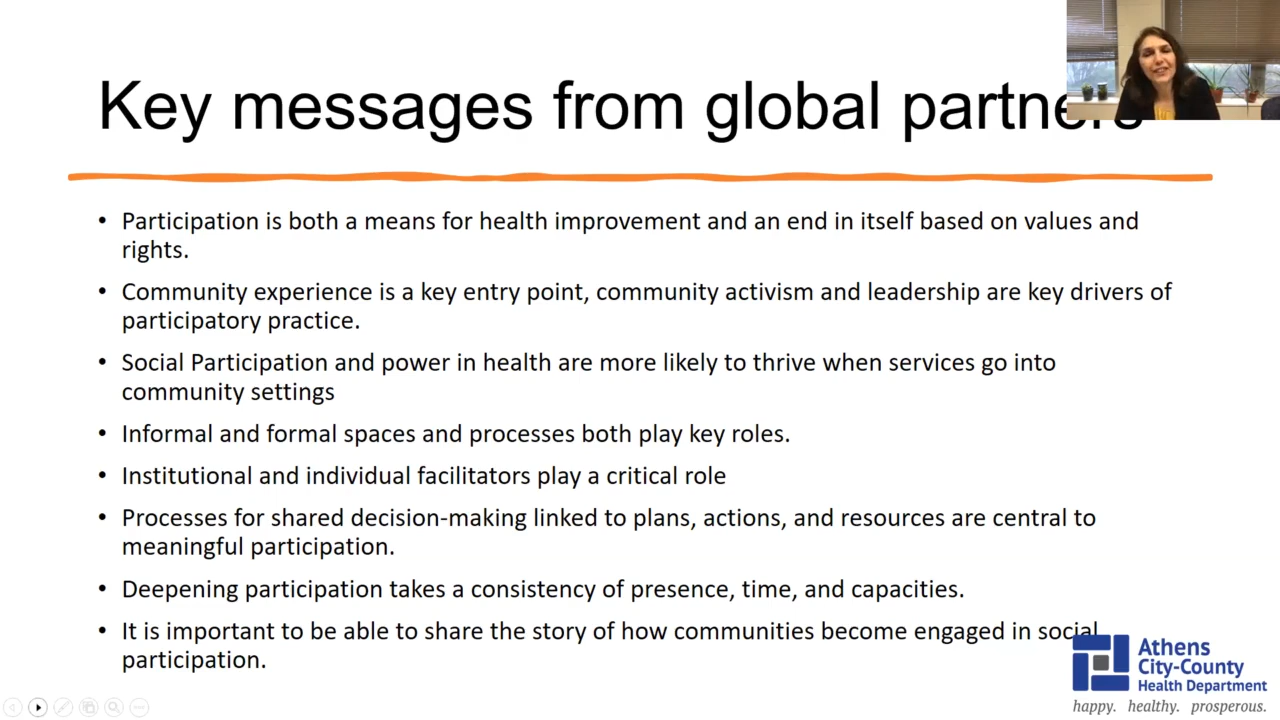 Key messages from global partners
• Participation is both a means for health improvement and an end in itself based on values and
rights.
• Community experience is a key entry point, community activism and leadership are key drivers of
participatory practice.
• Social Participation and power in health are more likely to thrive when services go into
community settings
• Informal and formal spaces and processes both play key roles.
• Institutional and individual facilitators play a critical role
• Processes for shared decision-making linked to plans, actions, and resources are central to
meaningful participation.
• Deepening participation takes a consistency of presence, time, and capacities.
• It is important to be able to share the story of how communities become engaged in social
participation.
Athens
City-County
Health Department
happy. healthy. prosperous.